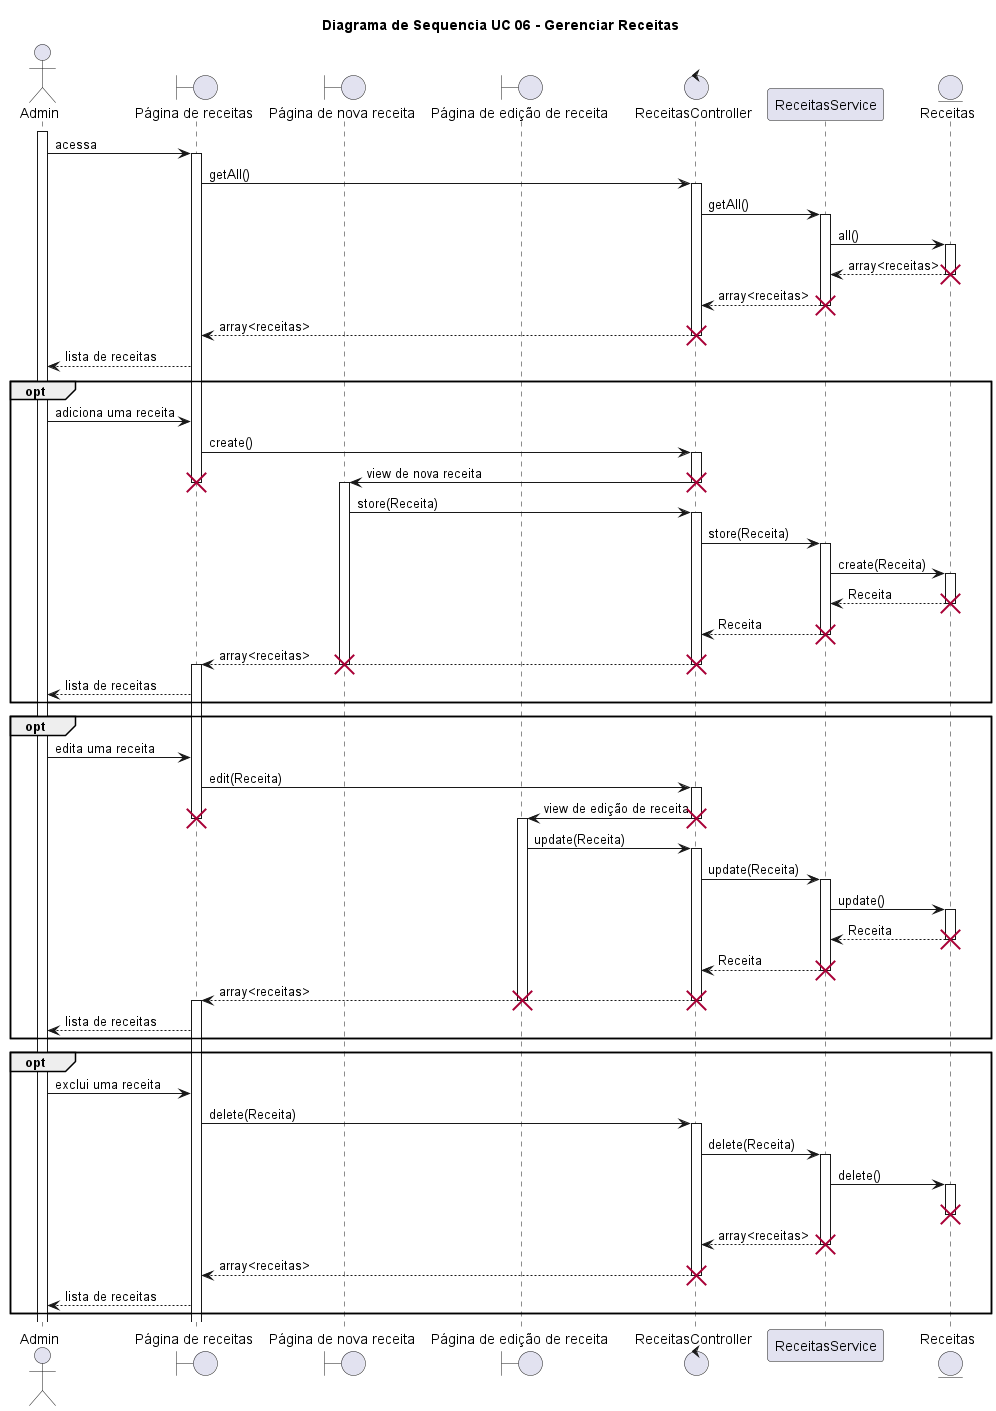 Diagrama de Sequencia UC 06 - Gerenciar Receitas
Admin
Página de receitas
Página de nova receita
Página de edição de receita
ReceitasController
ReceitasService
Receitas
acessa
getAll()
getAll()
all()
array<receitas>
array<receitas>
array<receitas>
lista de receitas
opt
adiciona uma receita
create()
view de nova receita
store(Receita)
store(Receita)
create(Receita)
Receita
Receita
array<receitas>
lista de receitas
opt
edita uma receita
edit(Receita)
view de edição de receita
update(Receita)
update(Receita)
update()
Receita
Receita
array<receitas>
lista de receitas
opt
exclui uma receita
delete(Receita)
delete(Receita)
delete()
array<receitas>
array<receitas>
lista de receitas
Admin
Página de receitas
Página de nova receita
Página de edição de receita
ReceitasController
ReceitasService
Receitas